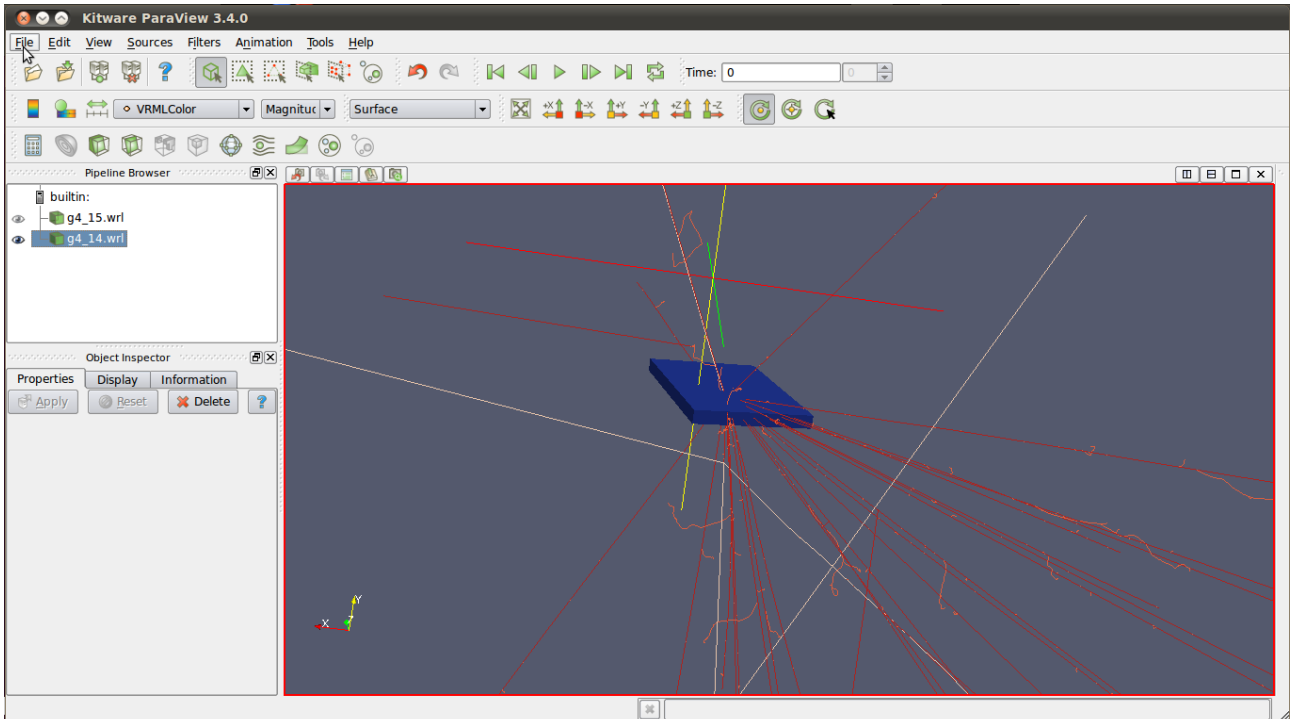 Kitware ParaView 3.4.0
File Edit View Sources Filters Animation Tools Help
? Time: 0 0
VRMLColor Magnituc Surface +X -X +Y -Y +Z -Z
Pipeline Browser
builtin:
g4_15.wrl
g4_14.wrl
Object Inspector
Properties Display Information
Apply Reset Delete ?
Y
X